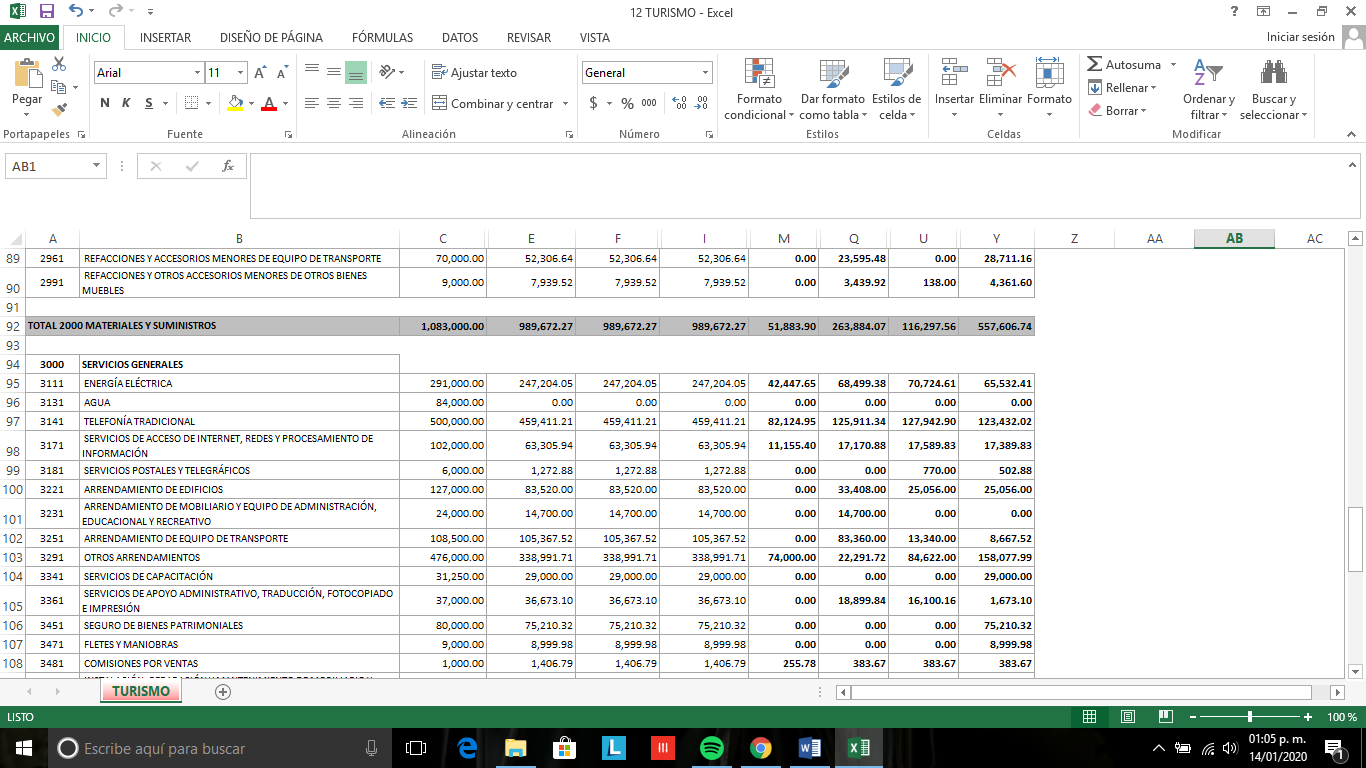 12 TURISMO - Excel
?
ARCHIVO INICIO INSERTAR DISEÑO DE PÁGINA FÓRMULAS DATOS REVISAR VISTA Iniciar sesión
Pegar Arial 11 A A Ajustar texto General Formato condicional Dar formato como tabla Estilos de celda Insertar Eliminar Formato Autosuma Rellenar Borrar Ordenar y filtrar Buscar y seleccionar
N K S A Combinar y centrar $ % 000
Portapapeles Fuente Alineación Número Estilos Celdas Modificar
AB1 fx
A B C E F I M Q U Y Z AA AB AC
89 2961 REFACCIONES Y ACCESORIOS MENORES DE EQUIPO DE TRANSPORTE 70,000.00 52,306.64 52,306.64 52,306.64 0.00 23,595.48 0.00 28,711.16
90 2991 REFACCIONES Y OTROS ACCESORIOS MENORES DE OTROS BIENES
MUEBLES 9,000.00 7,939.52 7,939.52 7,939.52 0.00 3,439.92 138.00 4,361.60
91
92 TOTAL 2000 MATERIALES Y SUMINISTROS 1,083,000.00 989,672.27 989,672.27 989,672.27 51,883.90 263,884.07 116,297.56 557,606.74
93
94 3000 SERVICIOS GENERALES
95 3111 ENERGÍA ELÉCTRICA 291,000.00 247,204.05 247,204.05 247,204.05 42,447.65 68,499.38 70,724.61 65,532.41
96 3131 AGUA 84,000.00 0.00 0.00 0.00 0.00 0.00 0.00 0.00
97 3141 TELEFONÍA TRADICIONAL 500,000.00 459,411.21 459,411.21 459,411.21 82,124.95 125,911.34 127,942.90 123,432.02
98 3171 SERVICIOS DE ACCESO DE INTERNET, REDES Y PROCESAMIENTO DE
INFORMACIÓN 102,000.00 63,305.94 63,305.94 63,305.94 11,155.40 17,170.88 17,589.83 17,389.83
99 3181 SERVICIOS POSTALES Y TELEGRÁFICOS 6,000.00 1,272.88 1,272.88 1,272.88 0.00 0.00 770.00 502.88
100 3221 ARRENDAMIENTO DE EDIFICIOS 127,000.00 83,520.00 83,520.00 83,520.00 0.00 33,408.00 25,056.00 25,056.00
101 3231 ARRENDAMIENTO DE MOBILIARIO Y EQUIPO DE ADMINISTRACIÓN,
EDUCACIONAL Y RECREATIVO 24,000.00 14,700.00 14,700.00 14,700.00 0.00 14,700.00 0.00 0.00
102 3251 ARRENDAMIENTO DE EQUIPO DE TRANSPORTE 108,500.00 105,367.52 105,367.52 105,367.52 0.00 83,360.00 13,340.00 8,667.52
103 3291 OTROS ARRENDAMIENTOS 476,000.00 338,991.71 338,991.71 338,991.71 74,000.00 22,291.72 84,622.00 158,077.99
104 3341 SERVICIOS DE CAPACITACIÓN 31,250.00 29,000.00 29,000.00 29,000.00 0.00 0.00 0.00 29,000.00
105 3361 SERVICIOS DE APOYO ADMINISTRATIVO, TRADUCCIÓN, FOTOCOPIADO
E IMPRESIÓN 37,000.00 36,673.10 36,673.10 36,673.10 0.00 18,899.84 16,100.16 1,673.10
106 3451 SEGURO DE BIENES PATRIMONIALES 80,000.00 75,210.32 75,210.32 75,210.32 0.00 0.00 0.00 75,210.32
107 3471 FLETES Y MANIOBRAS 9,000.00 8,999.98 8,999.98 8,999.98 0.00 0.00 0.00 8,999.98
108 3481 COMISIONES POR VENTAS 1,000.00 1,406.79 1,406.79 1,406.79 255.78 383.67 383.67 383.67
TURISMO
LISTO 100 %
Escribe aquí para buscar
01:05 p. m.
14/01/2020
1